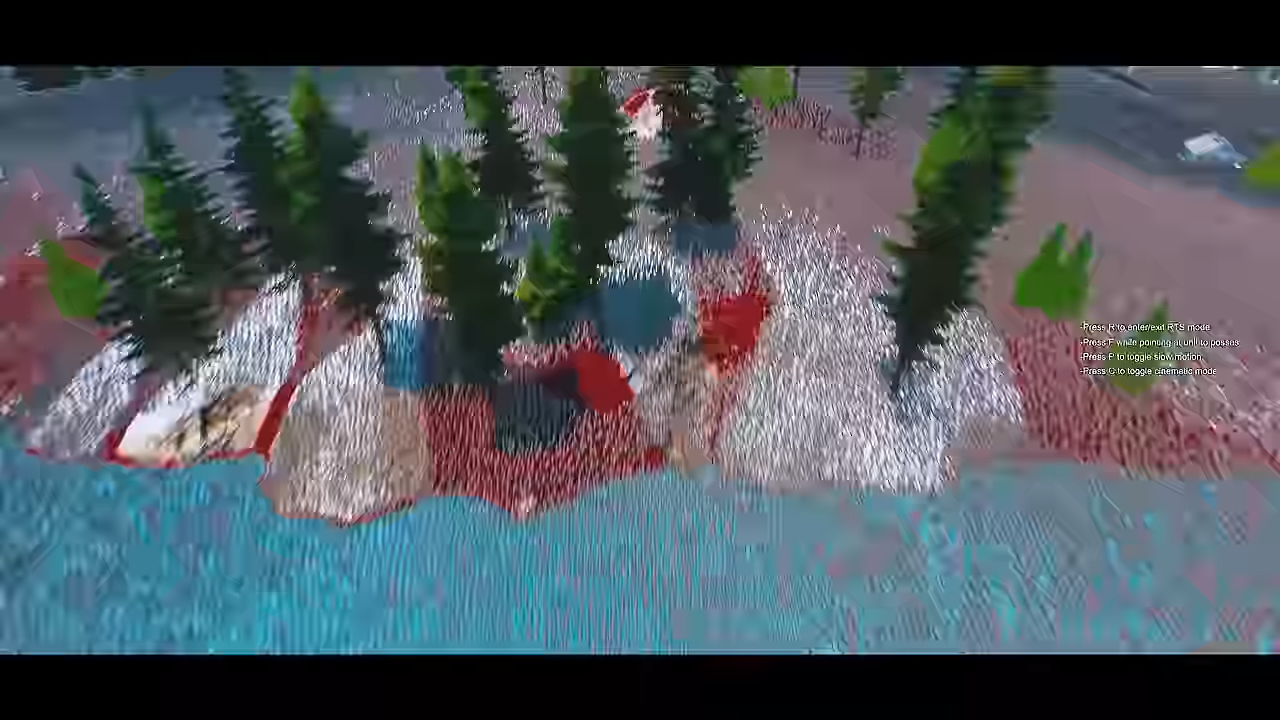 -Press R to enter/exit RTS mode
-Press F while pointing at unit to posses
-Press P to toggle slow motion
-Press C to toggle cinematic mode